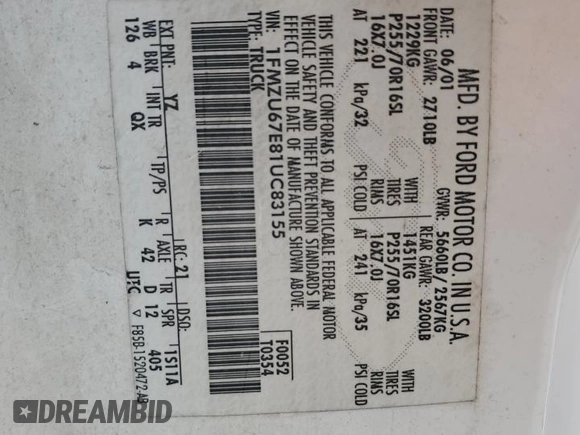 MFD. BY FORD MOTOR CO. IN U.S.A.
DATE: 06/01 GVWR: 5660LB/2567KG
FRONT GAWR: 2710LB REAR GAWR: 3200LB
1229KG WITH 1451KG WITH
P255/70R16SL TIRES P255/70R16SL TIRES
16X7.0J RIMS 16X7.0J RIMS
AT 221 kPa/32 PSI COLD AT 241 kPa/35 PSI COLD
THIS VEHICLE CONFORMS TO ALL APPLICABLE FEDERAL MOTOR
VEHICLE SAFETY AND THEFT PREVENTION STANDARDS IN
EFFECT ON THE DATE OF MANUFACTURE SHOWN ABOVE.
1FMZU67E81UC83155
TRUCK
F0052
T0354
EXT PNT: YZ RC: 21 DSO:
WB BRK INT TR TP/PS R AXLE TR SPR 1S11A
126 4 QX K 42 D 12 405
UTC ▽ F85B-1520472-AB
DREAMBID